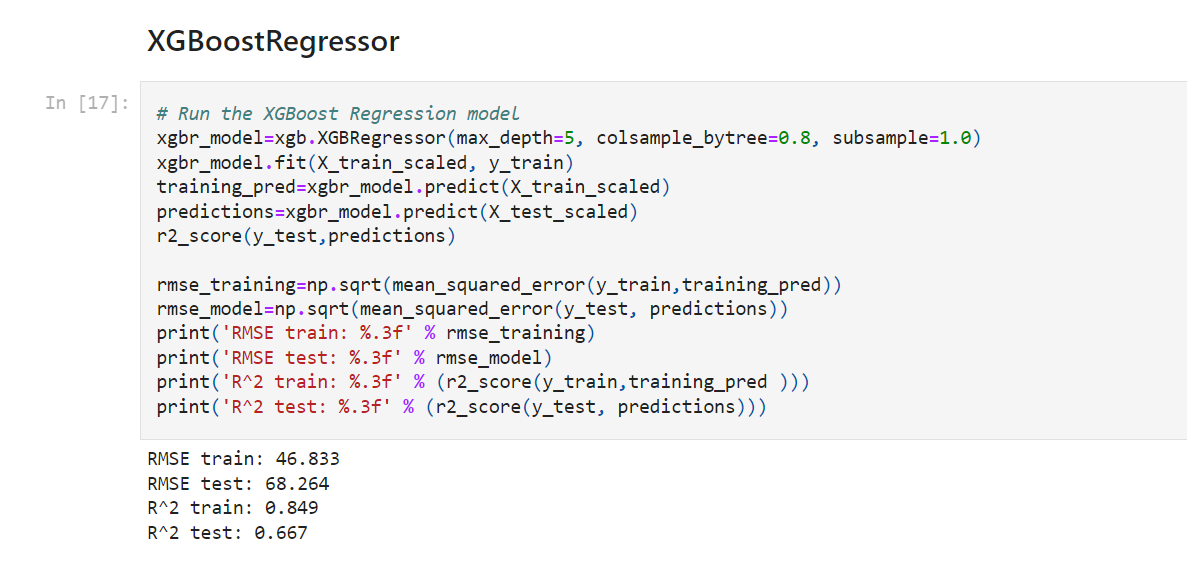 XGBoostRegressor
In [17]:
# Run the XGBoost Regression model
xgbr_model=xgb.XGBRegressor(max_depth=5, colsample_bytree=0.8, subsample=1.0)
xgbr_model.fit(X_train_scaled, y_train)
training_pred=xgbr_model.predict(X_train_scaled)
predictions=xgbr_model.predict(X_test_scaled)
r2_score(y_test,predictions)
rmse_training=np.sqrt(mean_squared_error(y_train,training_pred))
rmse_model=np.sqrt(mean_squared_error(y_test, predictions))
print('RMSE train: %.3f' % rmse_training)
print('RMSE test: %.3f' % rmse_model)
print('R^2 train: %.3f' % (r2_score(y_train,training_pred )))
print('R^2 test: %.3f' % (r2_score(y_test, predictions)))
RMSE train: 46.833
RMSE test: 68.264
R^2 train: 0.849
R^2 test: 0.667